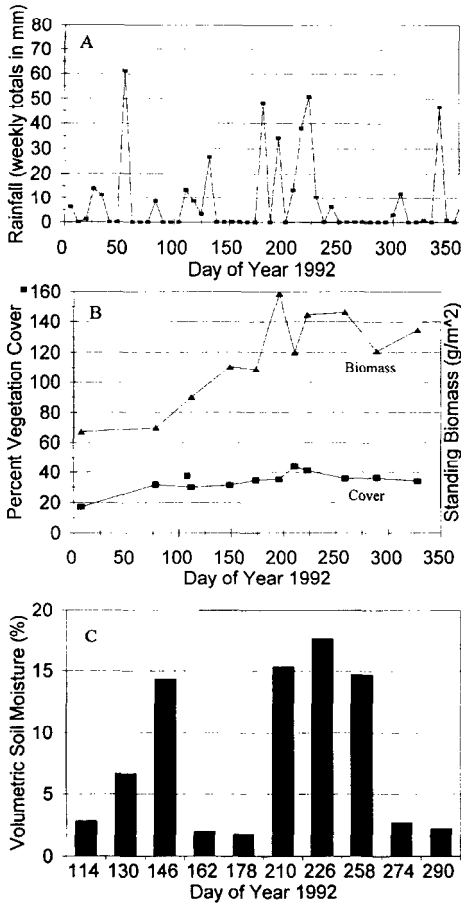 A
Rainfall (weekly totals in mm)
80
70
60
50
40
30
20
10
0
0 50 100 150 200 250 300 350
Day of Year 1992
B
Percent Vegetation Cover
160
140
120
100
80
60
40
20
0
Biomass
Cover
Standing Biomass (g/m^2)
0 50 100 150 200 250 300 350
Day of Year 1992
C
Volumetric Soil Moisture (%)
20
15
10
5
0
114 130 146 162 178 210 226 258 274 290
Day of Year 1992